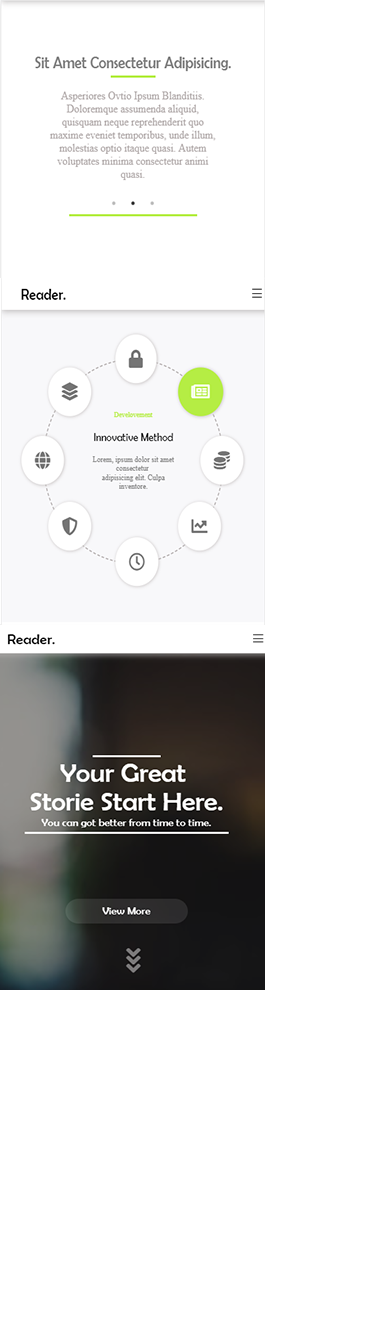 Sit Amet Consectetur Adipisicing.
Asperiores Ovtio Ipsum Blanditiis.
Doloremque assumenda aliquid,
quisquam neque reprehenderit quo
maxime eveniet temporibus, unde illum,
molestias optio itaque quasi. Autem
voluptates minima consectetur animi
quasi.
Reader.
Develovement
Innovative Method
Lorem, ipsum dolor sit amet
consectetur
adipisicing elit. Culpa
inventore.
Reader.
Your Great
Storie Start Here.
You can got better from time to time.
View More